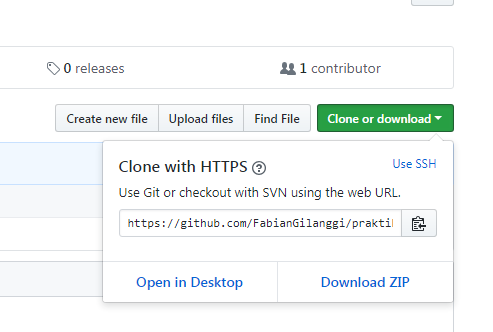 0 releases
1 contributor
Create new file
Upload files
Find File
Clone or download
Clone with HTTPS
Use SSH
Use Git or checkout with SVN using the web URL.
https://github.com/FabianGilanggi/prakti
Open in Desktop
Download ZIP